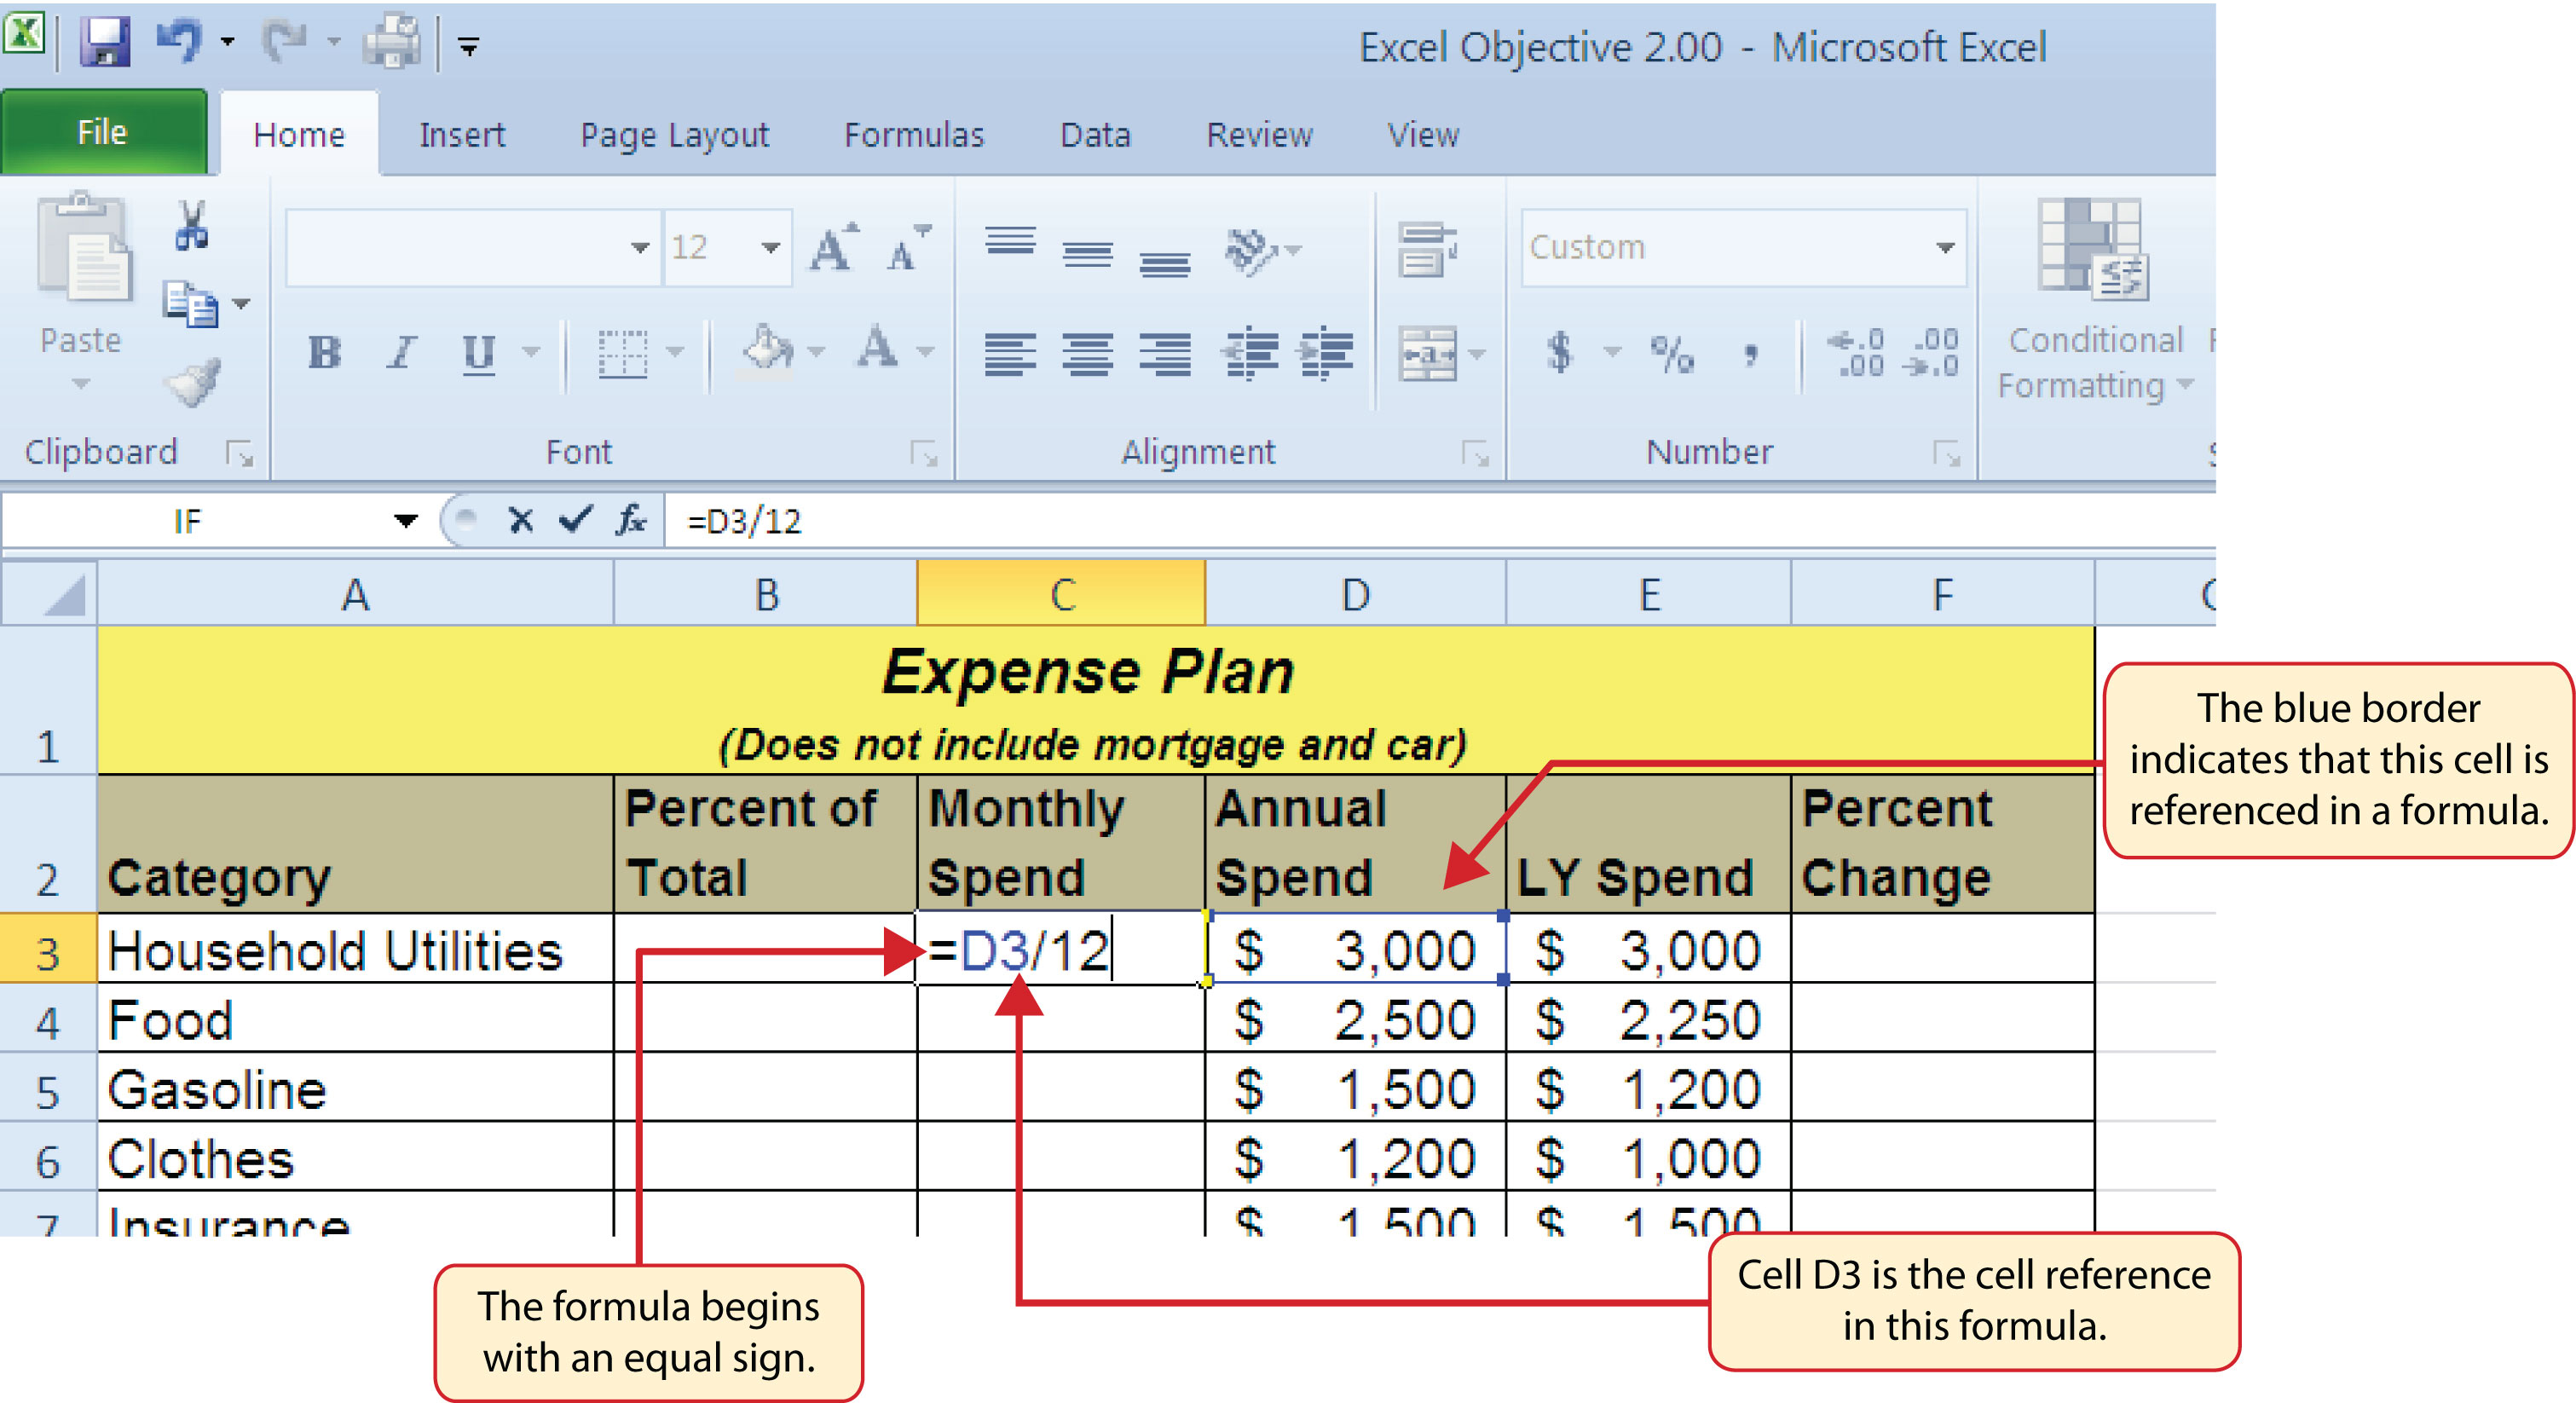 Excel Objective 2.00 - Microsoft Excel
File Home Insert Page Layout Formulas Data Review View
12 Custom
Paste B I U $ % , Conditional
Formatting
Clipboard Font Alignment Number
IF fx =D3/12
A B C D E F
Expense Plan
1 (Does not include mortgage and car)
The blue border
indicates that this cell is
referenced in a formula.
Percent of Monthly Annual Percent
2 Category Total Spend Spend LY Spend Change
3 Household Utilities =D3/12 $ 3,000 $ 3,000
4 Food $ 2,500 $ 2,250
5 Gasoline $ 1,500 $ 1,200
6 Clothes $ 1,200 $ 1,000
7 Insurance $ 1,500 $ 1,500
The formula begins
with an equal sign.
Cell D3 is the cell reference
in this formula.